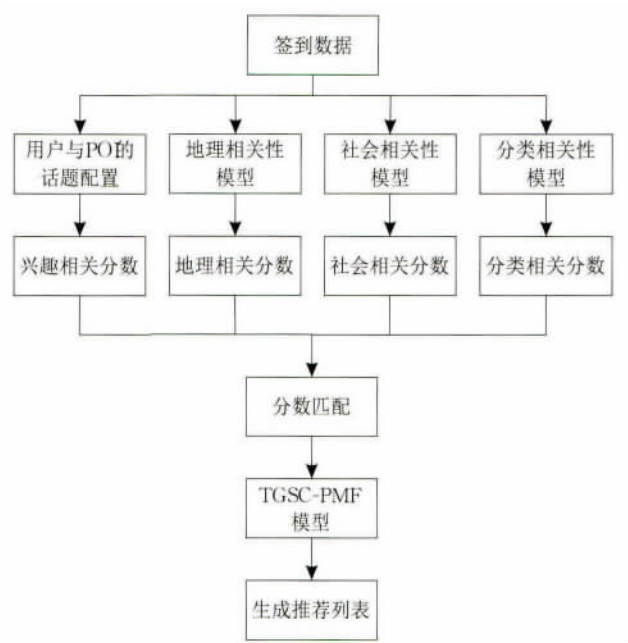 签到数据
用户与POI的
话题配置
地理相关性
模型
社会相关性
模型
分类相关性
模型
兴趣相关分数
地理相关分数
社会相关分数
分类相关分数
分数匹配
TGSC-PMF
模型
生成推荐列表